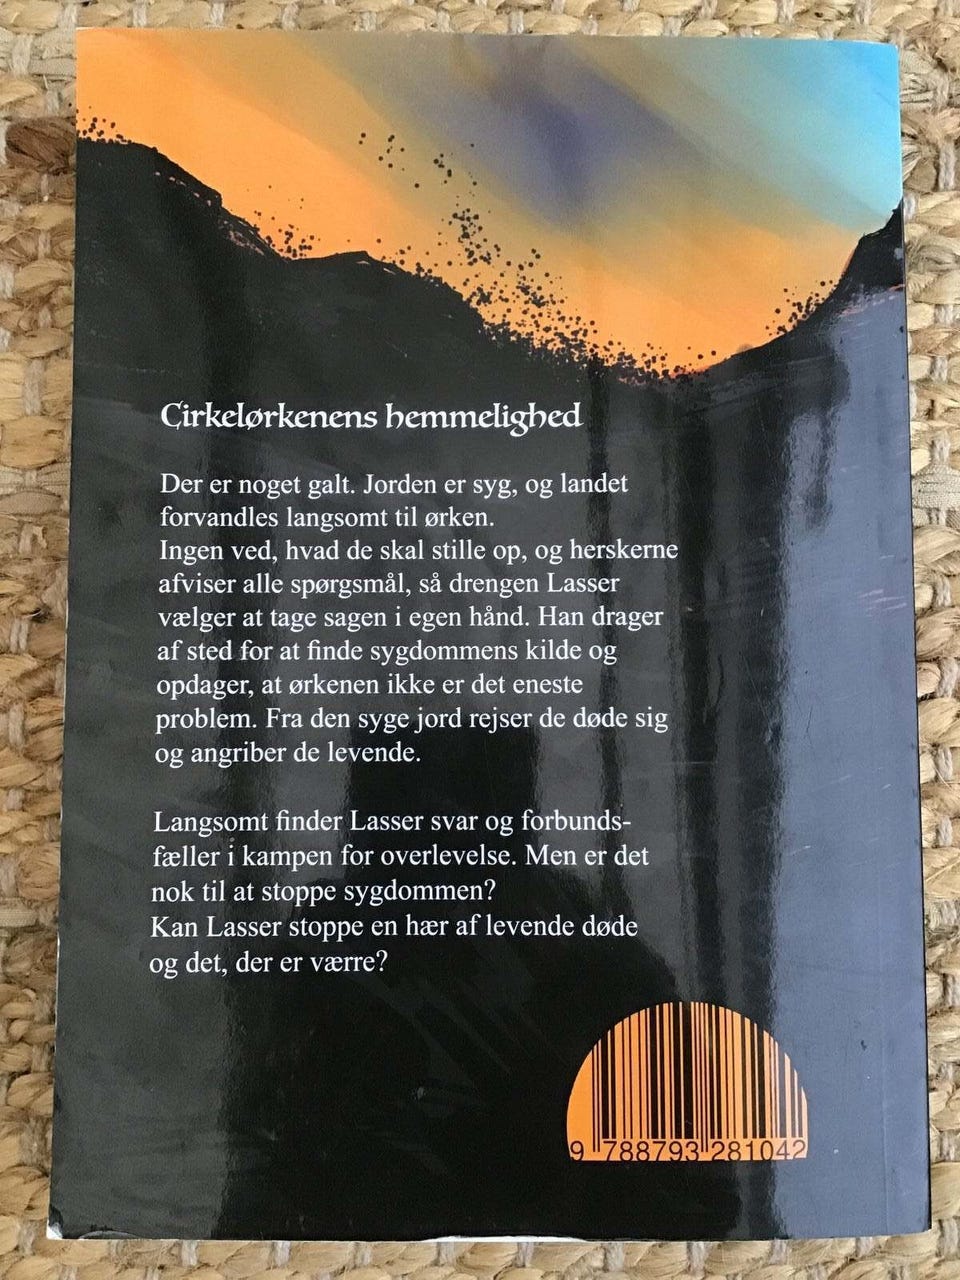 Cirkelørkenens hemmelighed
Der er noget galt. Jorden er syg, og landet
forvandles langsomt til ørken.
Ingen ved, hvad de skal stille op, og herskerne
afviser alle spørgsmål, så drengen Lasser
vælger at tage sagen i egen hånd. Han drager
af sted for at finde sygdommens kilde og
opdager, at ørkenen ikke er det eneste
problem. Fra den syge jord rejser de døde sig
og angriber de levende.
Langsomt finder Lasser svar og forbunds-
fæller i kampen for overlevelse. Men er det
nok til at stoppe sygdommen?
Kan Lasser stoppe en hær af levende døde
og det, der er værre?
9 788793 281042